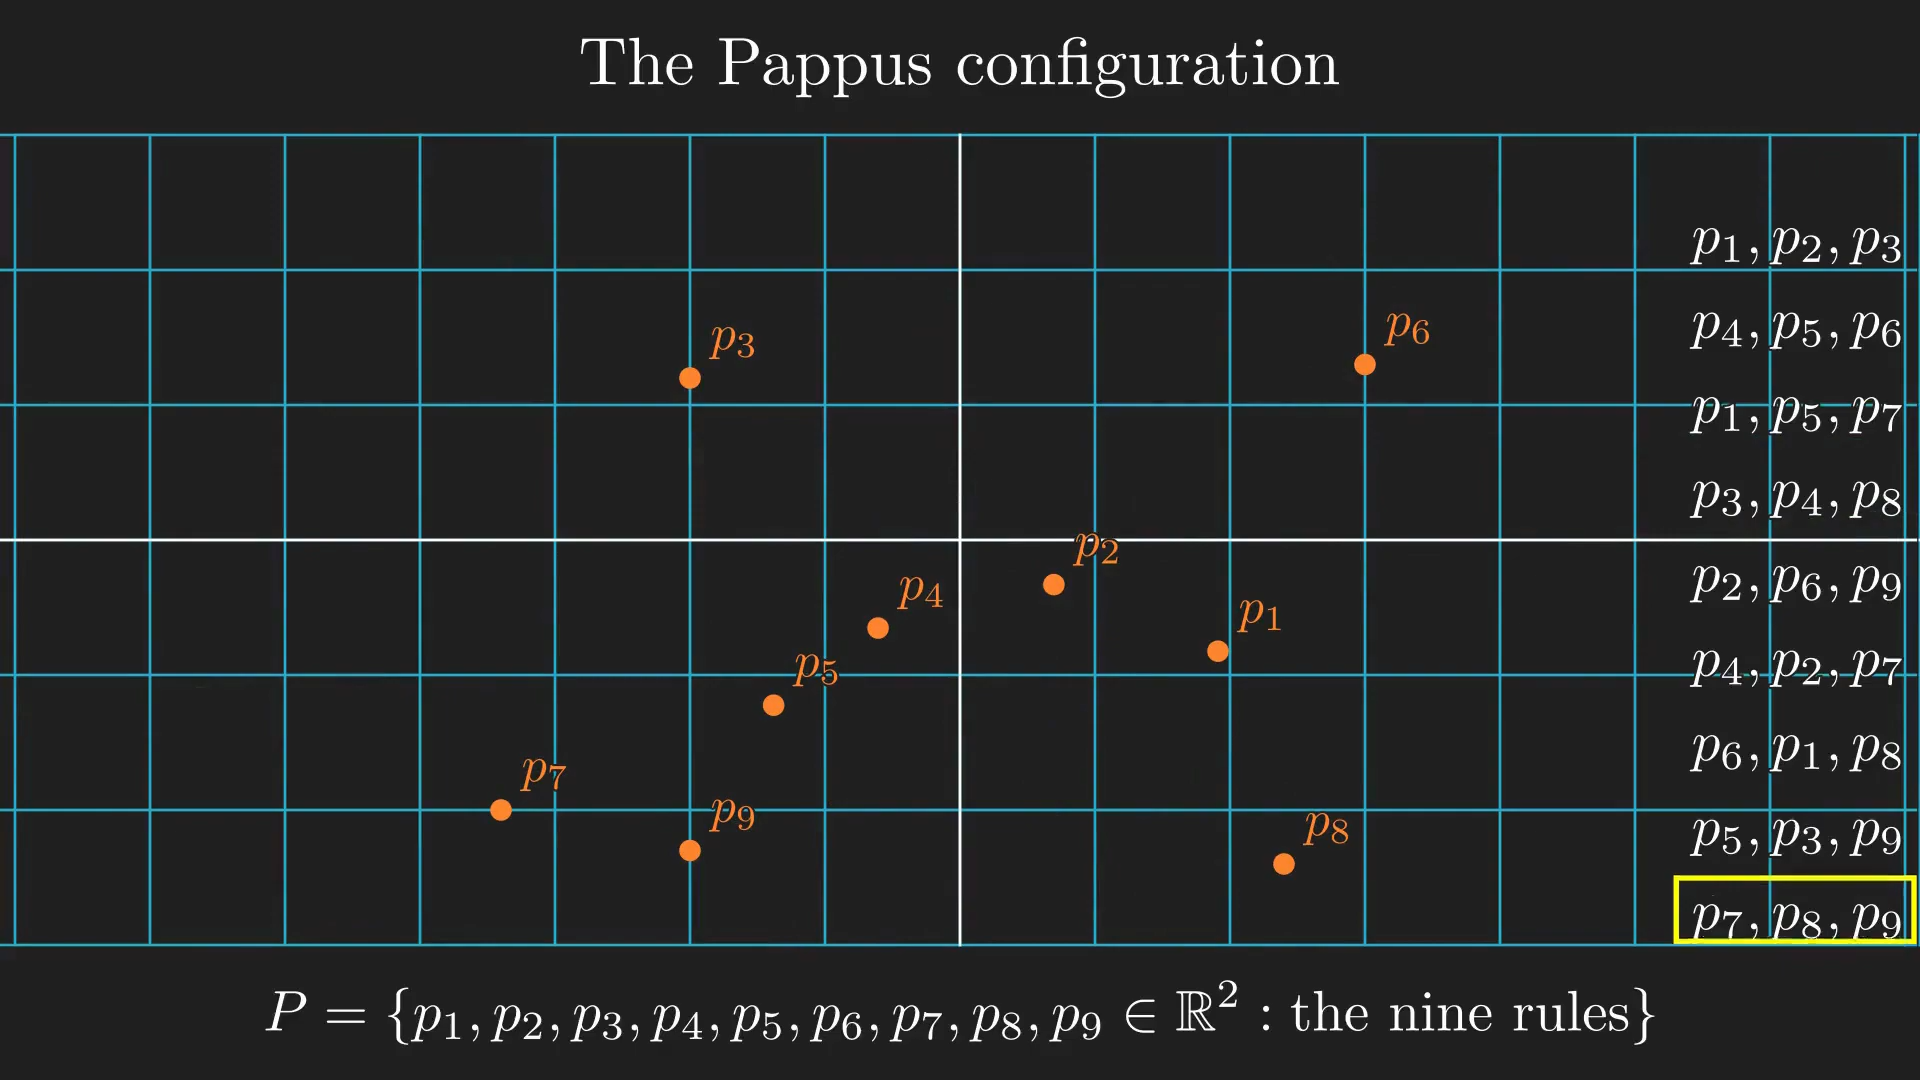 The Pappus configuration
p₁, p₂, p₃
p₃
p₆
p₄, p₅, p₆
p₁, p₅, p₇
p₃, p₄, p₈
p₂
p₄
p₂, p₆, p₉
p₁
p₅
p₄, p₂, p₇
p₇
p₆, p₁, p₈
p₉
p₈
p₅, p₃, p₉
p₇, p₈, p₉
P = {p₁, p₂, p₃, p₄, p₅, p₆, p₇, p₈, p₉ ∈ ℝ² : the nine rules}